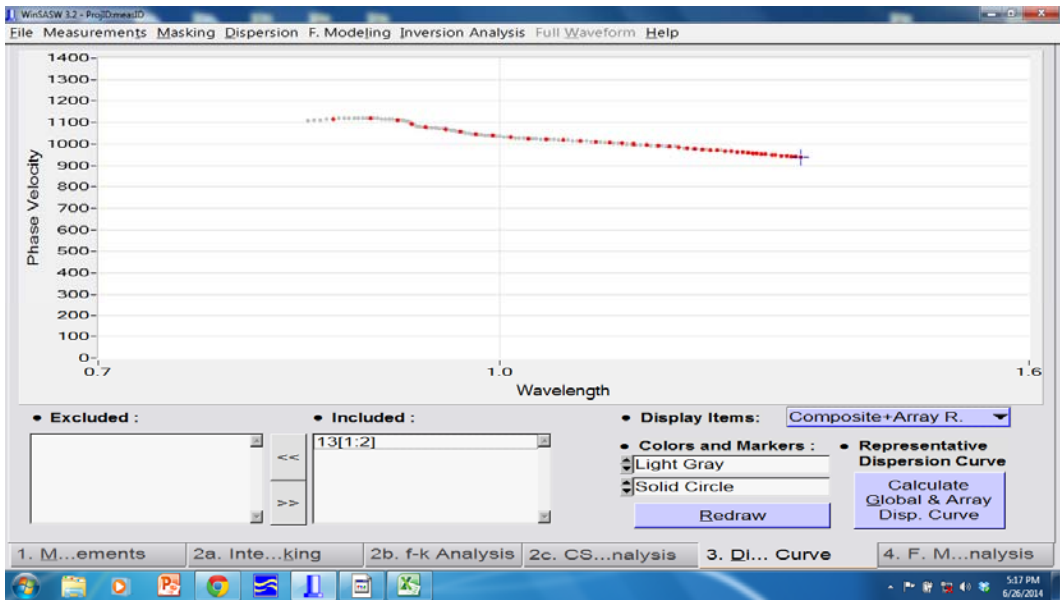 WinSASW 3.2 - ProjID:measID
File Measurements Masking Dispersion F. Modeling Inversion Analysis Full Waveform Help
1400
1300
1200
1100
1000
900
800
700
600
500
400
300
200
100
0
Phase Velocity
0.7 1.0 1.6
Wavelength
• Excluded :
<<
>>
• Included :
13[1:2]
• Display Items: Composite+Array R.
• Colors and Markers :
Light Gray
Solid Circle
Redraw
• Representative
Dispersion Curve
Calculate
Global & Array
Disp. Curve
1. M...ements 2a. Inte...king 2b. f-k Analysis 2c. CS...nalysis 3. Di... Curve 4. F. M...nalysis
5:17 PM
6/26/2014